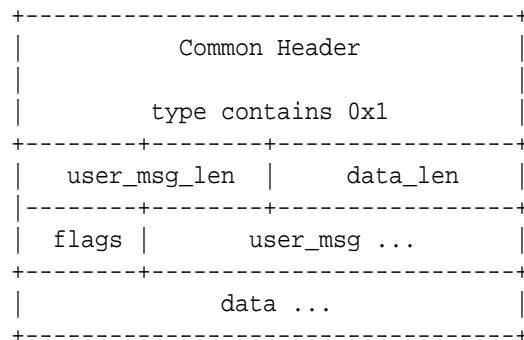 Common Header
type contains 0x1
user_msg_len | data_len
flags | user_msg ...
data ...